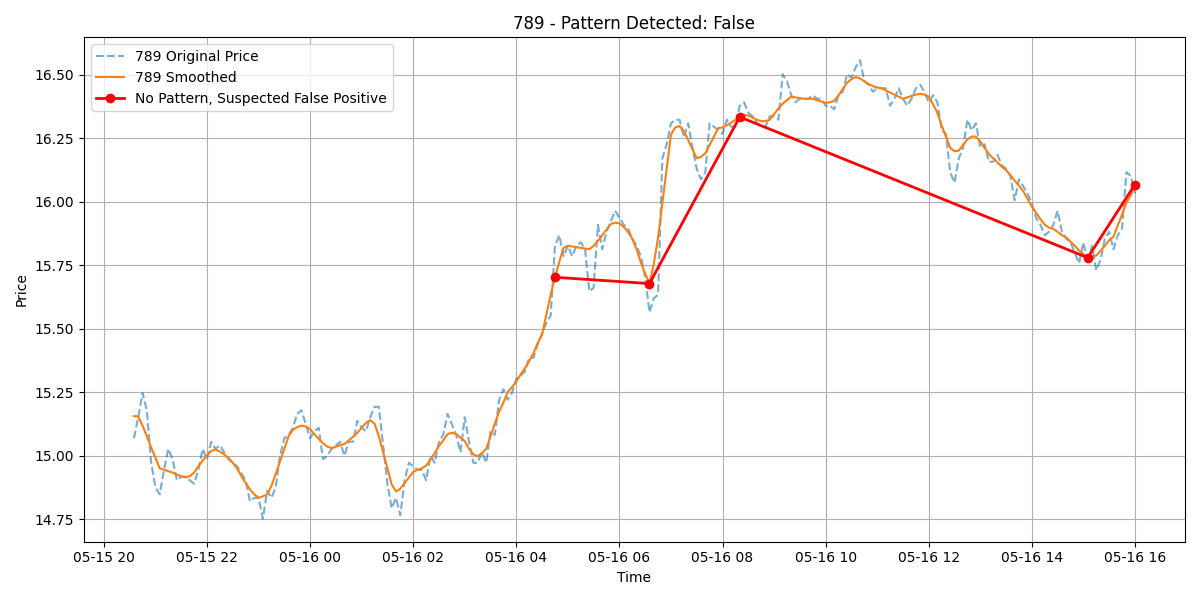 789 - Pattern Detected: False
789 Original Price
789 Smoothed
No Pattern, Suspected False Positive
Price
16.50
16.25
16.00
15.75
15.50
15.25
15.00
14.75
05-15 20 05-15 22 05-16 00 05-16 02 05-16 04 05-16 06 05-16 08 05-16 10 05-16 12 05-16 14 05-16 16
Time